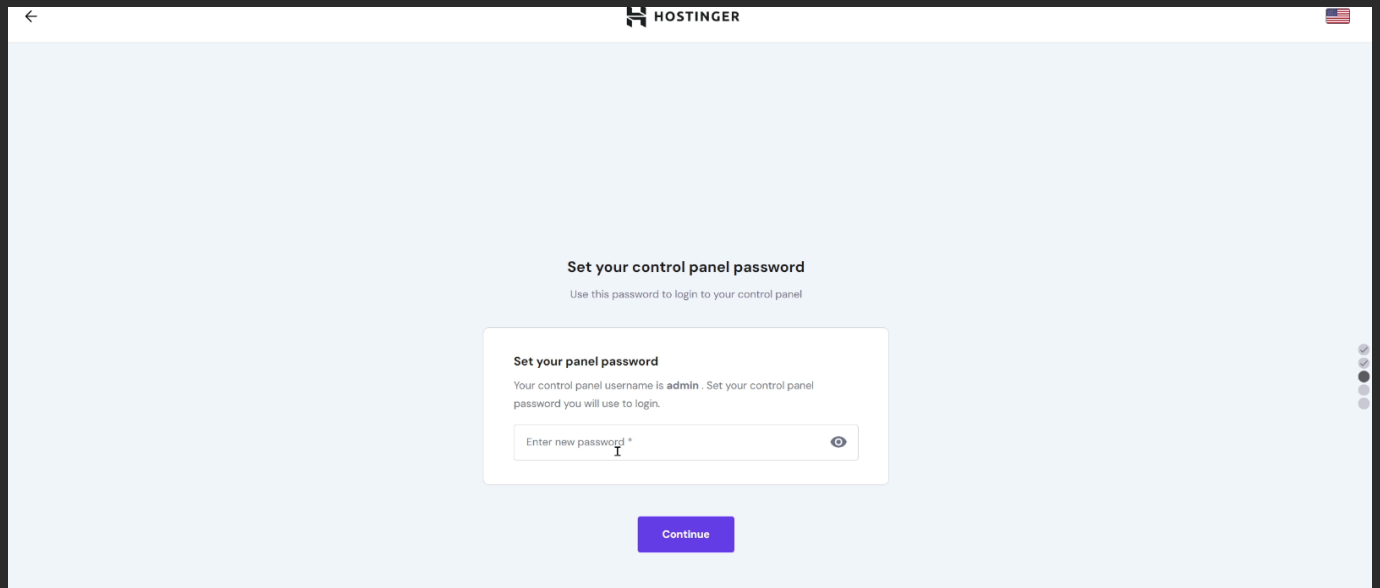 HOSTINGER
Set your control panel password
Use this password to login to your control panel
Set your panel password
Your control panel username is admin . Set your control panel
password you will use to login.
Enter new password *
Continue